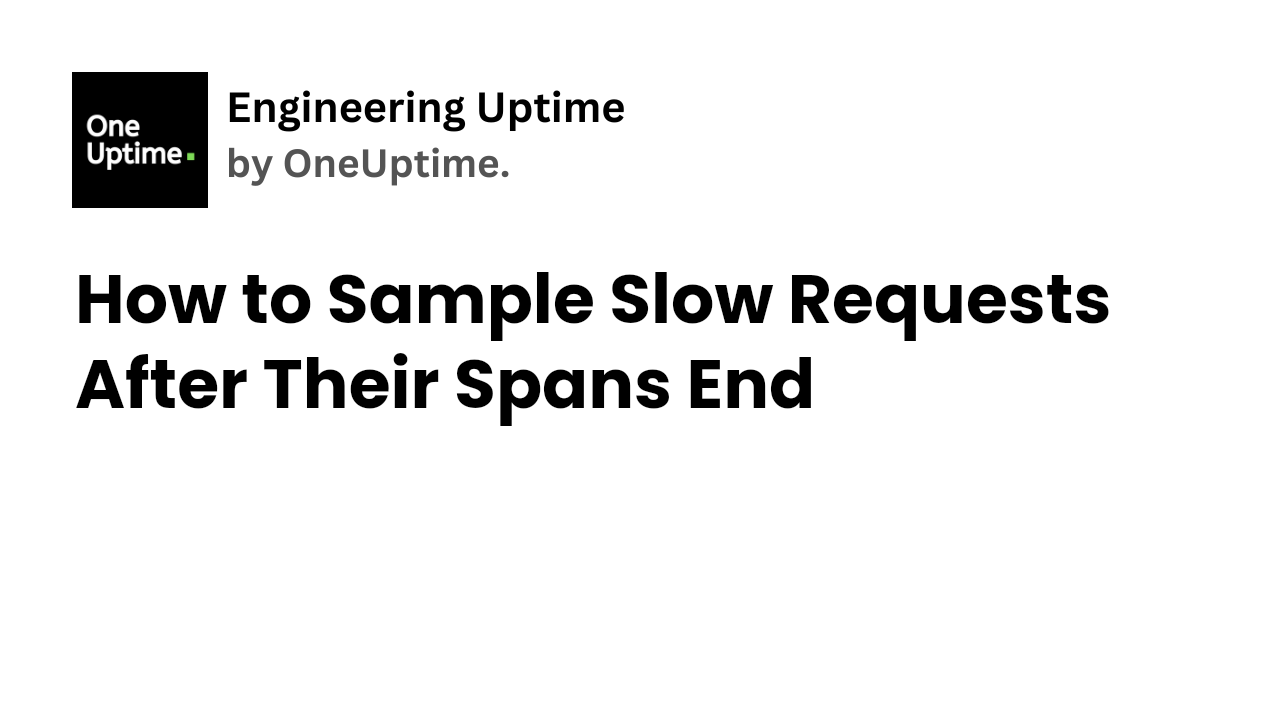 One
Uptime
Engineering Uptime
by OneUptime.
How to Sample Slow Requests
After Their Spans End